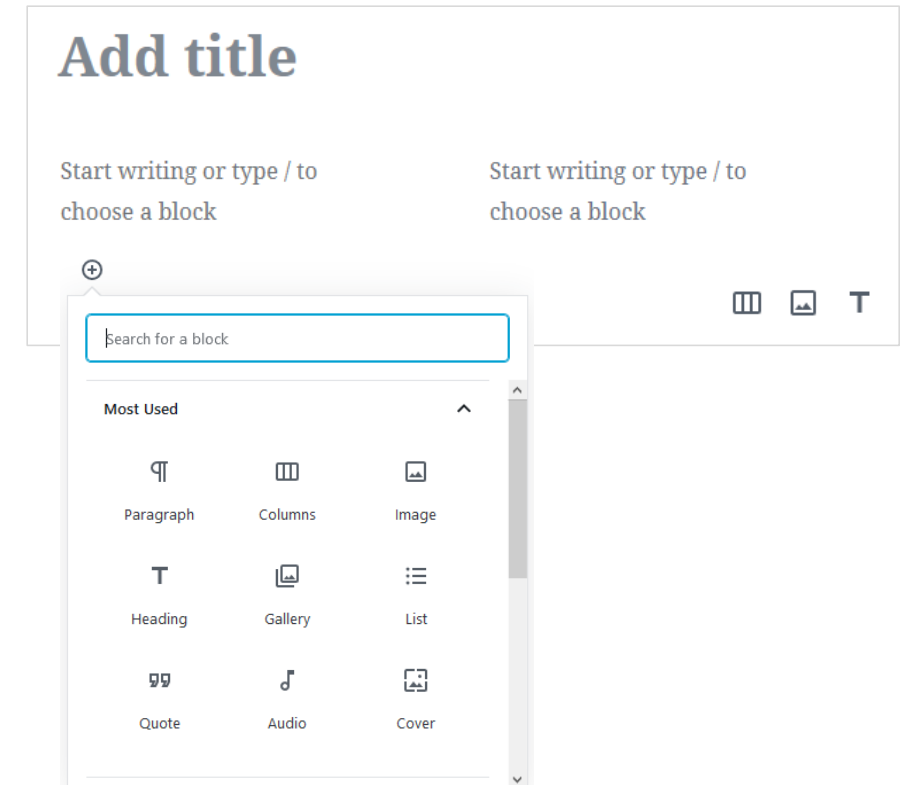 Add title
Start writing or type / to
choose a block
Start writing or type / to
choose a block
Search for a block
Most Used
Paragraph
Columns
Image
Heading
Gallery
List
Quote
Audio
Cover